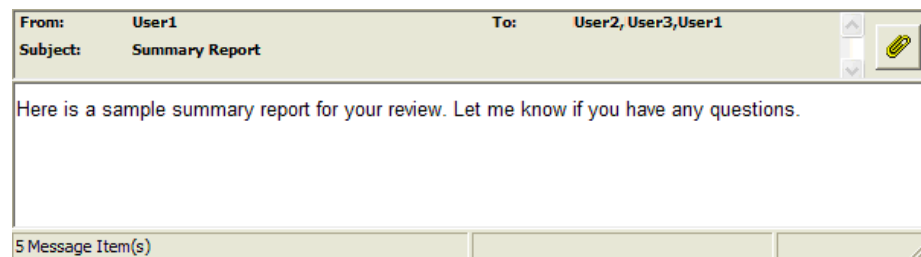 From: User1 To: User2, User3,User1
Subject: Summary Report
Here is a sample summary report for your review. Let me know if you have any questions.
5 Message Item(s)